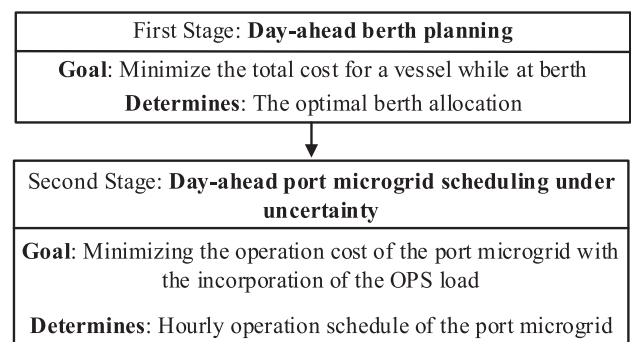 First Stage: Day-ahead berth planning
Goal: Minimize the total cost for a vessel while at berth
Determines: The optimal berth allocation
Second Stage: Day-ahead port microgrid scheduling under
uncertainty
Goal: Minimizing the operation cost of the port microgrid with
the incorporation of the OPS load
Determines: Hourly operation schedule of the port microgrid